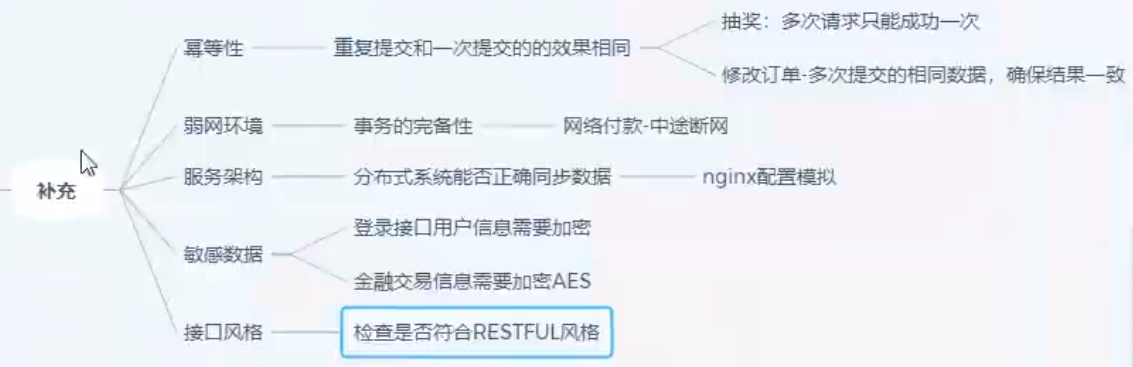 补充
幂等性
重复提交和一次提交的的效果相同
抽奖：多次请求只能成功一次
修改订单-多次提交的相同数据，确保结果一致
弱网环境
事务的完备性
网络付款-中途断网
服务架构
分布式系统能否正确同步数据
nginx配置模拟
敏感数据
登录接口用户信息需要加密
金融交易信息需要加密AES
接口风格
检查是否符合RESTFUL风格